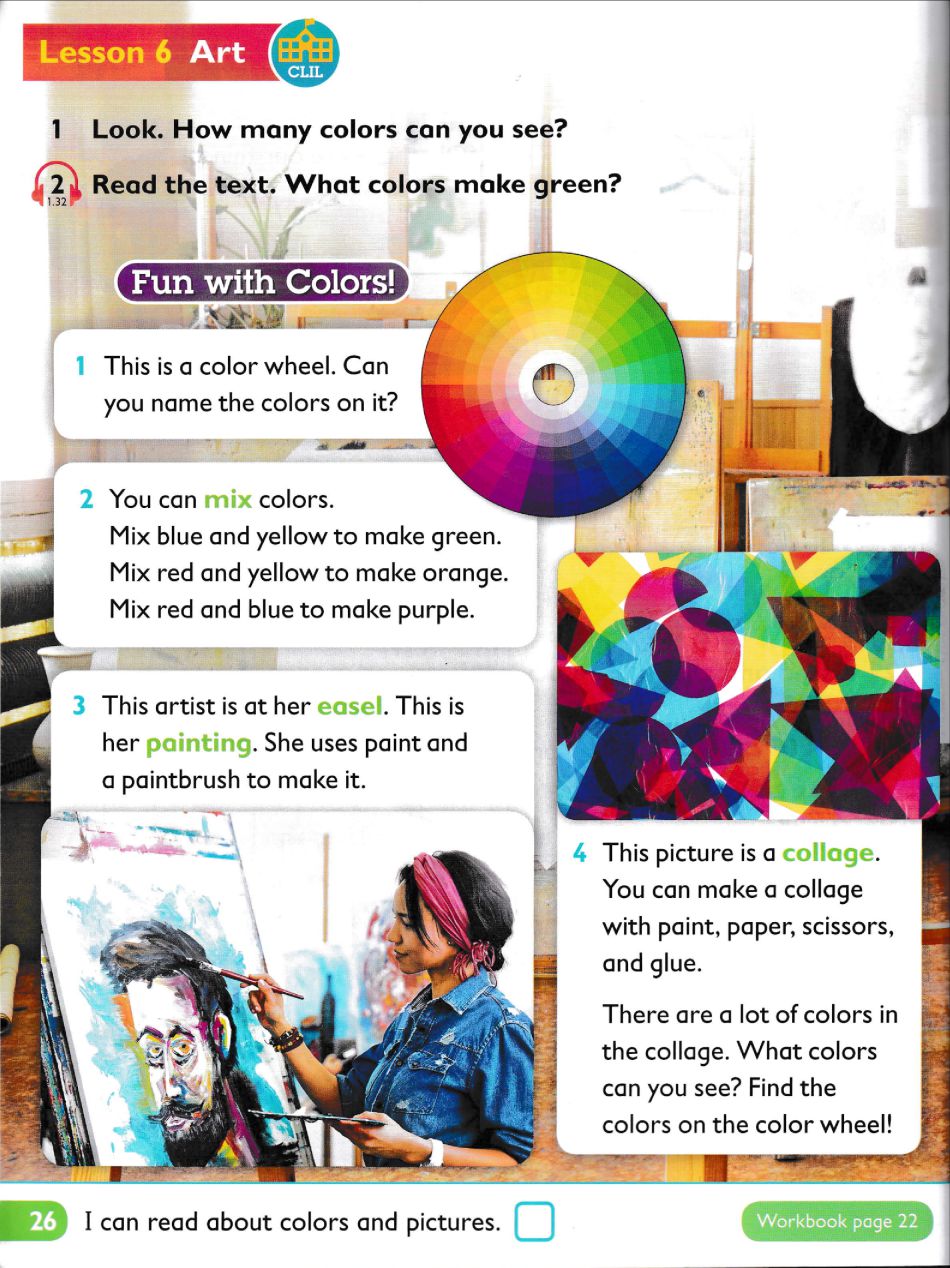 Lesson 6 Art
CLIL
1 Look. How many colors can you see?
2 Read the text. What colors make green?
1.32
Fun with Colors!
1 This is a color wheel. Can
you name the colors on it?
2 You can mix colors.
Mix blue and yellow to make green.
Mix red and yellow to make orange.
Mix red and blue to make purple.
3 This artist is at her easel. This is
her painting. She uses paint and
a paintbrush to make it.
4 This picture is a collage.
You can make a collage
with paint, paper, scissors,
and glue.
There are a lot of colors in
the collage. What colors
can you see? Find the
colors on the color wheel!
26 I can read about colors and pictures.
Workbook page 22